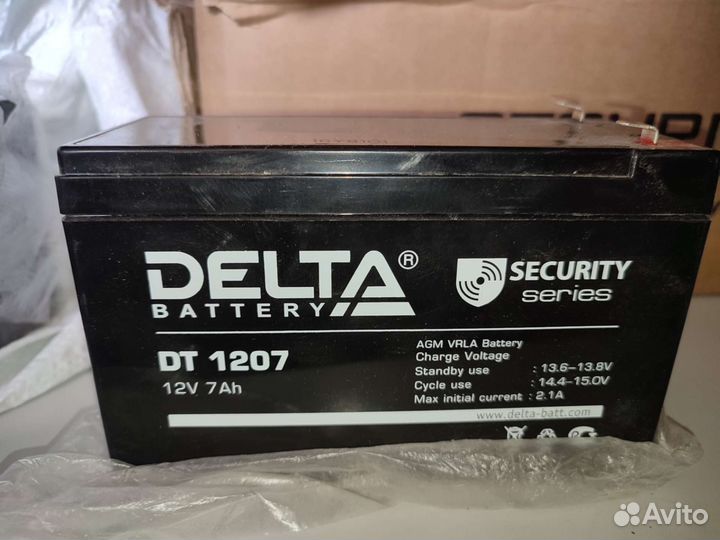 DELTA®
BATTERY
SECURITY
series
DT 1207
12V 7Ah
AGM VRLA Battery
Charge Voltage
Standby use : 13.6-13.8V
Cycle use : 14.4-15.0V
Max initial current : 2.1A
www.delta-batt.com
Avito